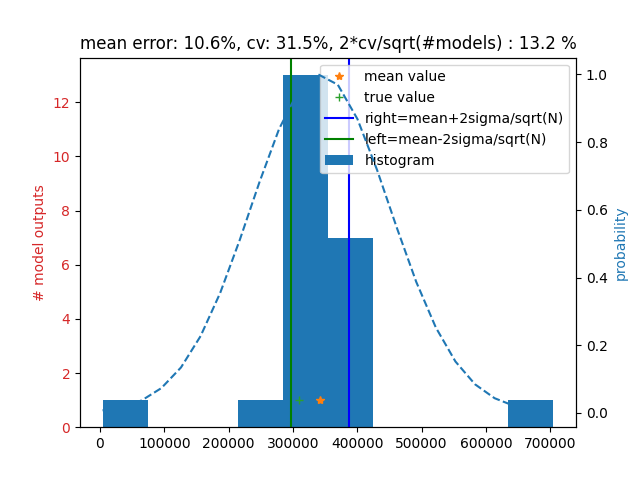 mean error: 10.6%, cv: 31.5%, 2*cv/sqrt(#models) : 13.2 %
mean value
true value
right=mean+2sigma/sqrt(N)
left=mean-2sigma/sqrt(N)
histogram
# model outputs
12
10
8
6
4
2
0
probability
1.0
0.8
0.6
0.4
0.2
0.0
0 100000 200000 300000 400000 500000 600000 700000